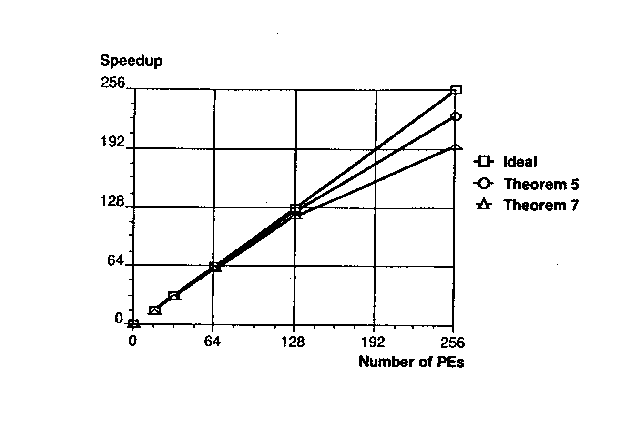 Speedup
256
192
128
64
0
0 64 128 192 256
Number of PEs
Ideal
Theorem 5
Theorem 7